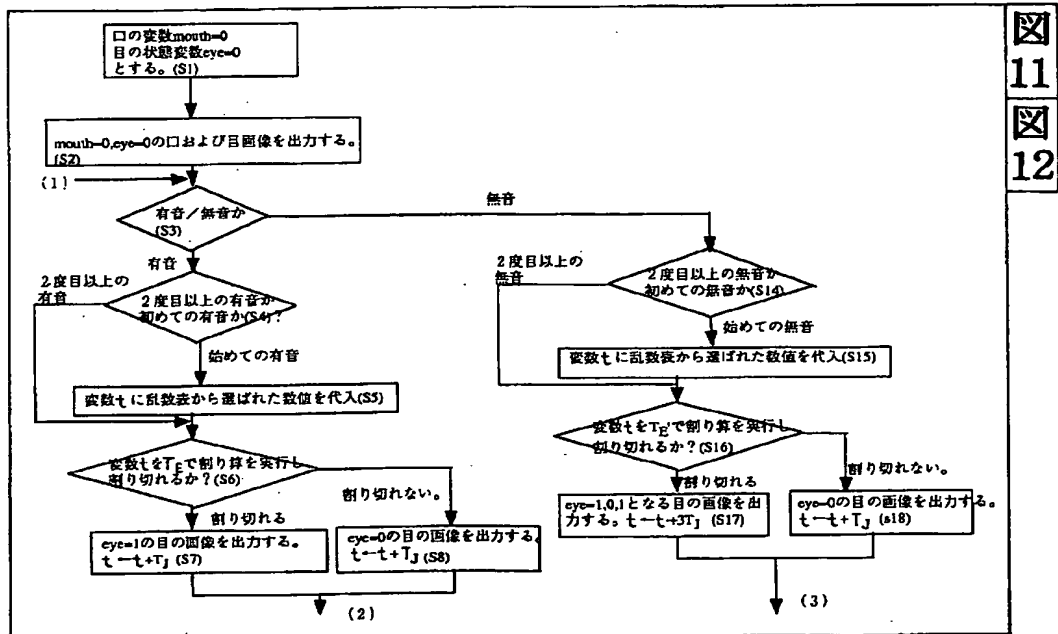 図
11
図
12
口の変数mouth=0
目の状態変数eye=0
とする。(S1)
mouth=0,eye=0の口および目画像を出力する。
(S2)
(1)
有音/無音か
(S3)
無音
有音
2度目以上の
有音
2度目以上の有音か
初めての有音か(S4)?
始めての有音
変数tに乱数表から選ばれた数値を代入(S5)
変数tをTEで割り算を実行し
割り切れるか?(S6)
割り切れる
割り切れない。
eye=1の目の画像を出力する。
t←t+TJ (S7)
eye=0の目の画像を出力する。
t←t+TJ (S8)
(2)
2度目以上の
無音
2度目以上の無音か
初めての無音か(S14)
始めての無音
変数tに乱数表から選ばれた数値を代入(S15)
変数tをTE'で割り算を実行し
割り切れるか?(S16)
割り切れる
割り切れない。
eye=1,0,1となる目の画像を出
力する。t←t+3TJ (S17)
eye=0の目の画像を出力する。
t←t+TJ (s18)
(3)